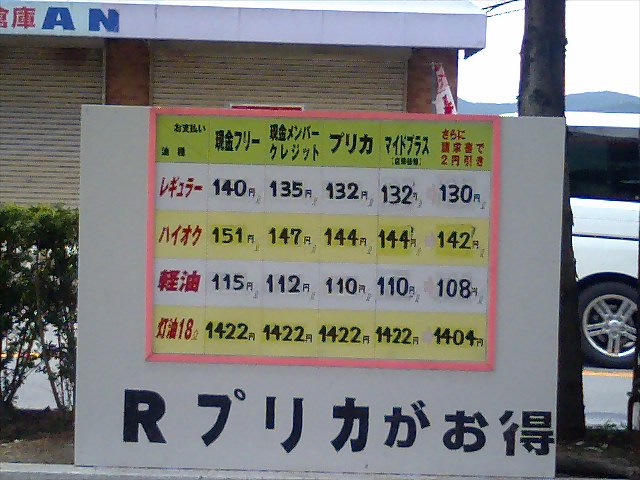 倉庫AN
お支払い
油種
現金フリー
現金メンバー
クレジット
プリカ
マイドプラス
さらに
請求書で
2円引き
レギュラー 140円 135円 132円 132円 130円
ハイオク 151円 147円 144円 144円 142円
軽油 115円 112円 110円 110円 108円
灯油18 1422円 1422円 1422円 1422円 1404円
Rプリカがお得